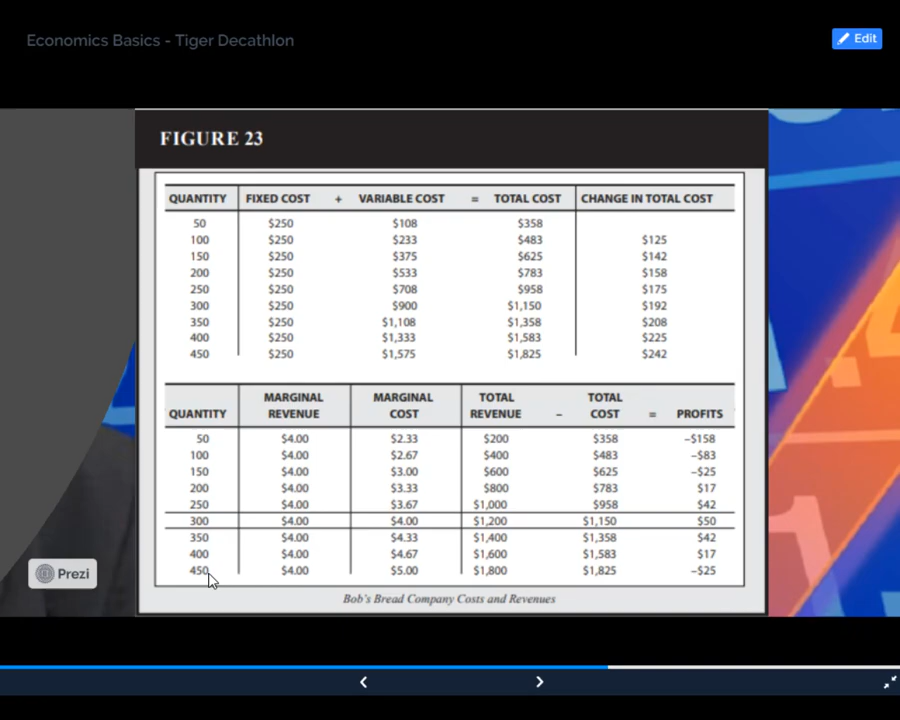 Economics Basics - Tiger Decathlon
Edit
FIGURE 23
QUANTITY FIXED COST + VARIABLE COST = TOTAL COST CHANGE IN TOTAL COST
50 $250 $108 $358
100 $250 $233 $483 $125
150 $250 $375 $625 $142
200 $250 $533 $783 $158
250 $250 $708 $958 $175
300 $250 $900 $1,150 $192
350 $250 $1,108 $1,358 $208
400 $250 $1,333 $1,583 $225
450 $250 $1,575 $1,825 $242
MARGINAL MARGINAL TOTAL TOTAL
QUANTITY REVENUE COST REVENUE - COST = PROFITS
50 $4.00 $2.33 $200 $358 -$158
100 $4.00 $2.67 $400 $483 -$83
150 $4.00 $3.00 $600 $625 -$25
200 $4.00 $3.33 $800 $783 $17
250 $4.00 $3.67 $1,000 $958 $42
300 $4.00 $4.00 $1,200 $1,150 $50
350 $4.00 $4.33 $1,400 $1,358 $42
400 $4.00 $4.67 $1,600 $1,583 $17
450 $4.00 $5.00 $1,800 $1,825 -$25
Prezi
Bob's Bread Company Costs and Revenues